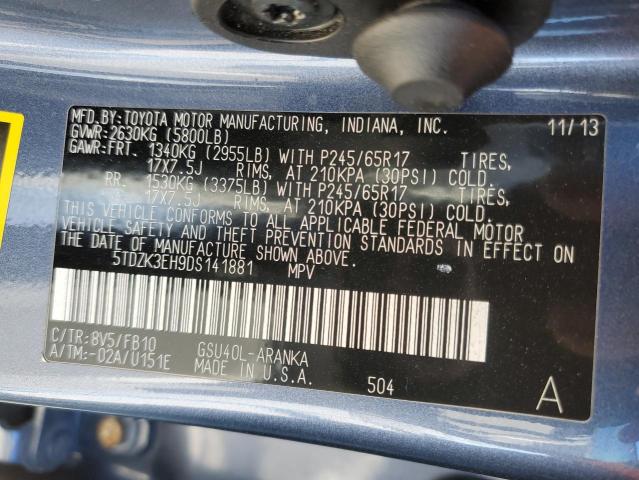 MFD.BY:TOYOTA MOTOR MANUFACTURING, INDIANA, INC. 11/13
GVWR:2630KG (5800LB)
GAWR:FRT. 1340KG (2955LB) WITH P245/65R17 TIRES,
17X7.5J RIMS, AT 210KPA (30PSI) COLD.
RR. 1530KG (3375LB) WITH P245/65R17 TIRES,
17X7.5J RIMS, AT 210KPA (30PSI) COLD.
THIS VEHICLE CONFORMS TO ALL APPLICABLE FEDERAL MOTOR
VEHICLE SAFETY AND THEFT PREVENTION STANDARDS IN EFFECT ON
THE DATE OF MANUFACTURE SHOWN ABOVE.
5TDZK3EH9DS141881 MPV
C/TR:8V5/FB10 GSU40L-ARANKA
A/TM:-02A/U151E MADE IN U.S.A. 504 A